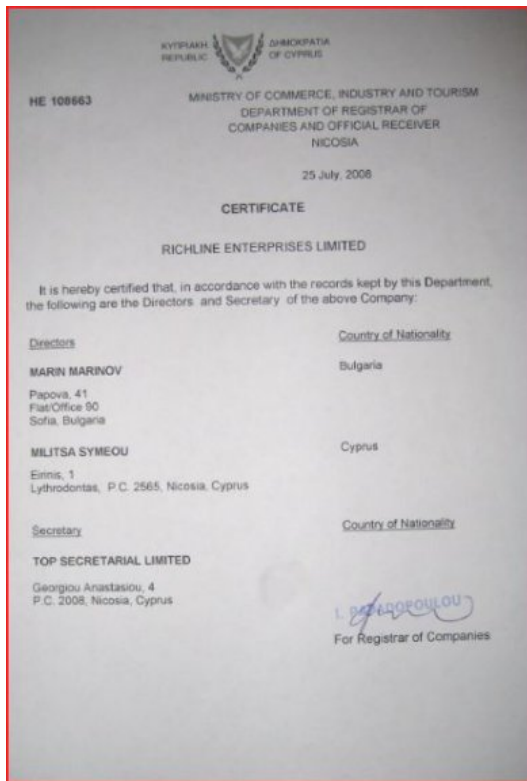 ΚΥΠΡΙΑΚΗ ΔΗΜΟΚΡΑΤΙΑ
REPUBLIC OF CYPRUS
HE 108663
MINISTRY OF COMMERCE, INDUSTRY AND TOURISM
DEPARTMENT OF REGISTRAR OF
COMPANIES AND OFFICIAL RECEIVER
NICOSIA
25 July, 2008
CERTIFICATE
RICHLINE ENTERPRISES LIMITED
It is hereby certified that, in accordance with the records kept by this Department,
the following are the Directors and Secretary of the above Company:
Directors Country of Nationality
MARIN MARINOV Bulgaria
Papova, 41
Flat/Office 90
Sofia, Bulgaria
MILITSA SYMEOU Cyprus
Eirinis, 1
Lythrodontas, P.C. 2565, Nicosia, Cyprus
Secretary Country of Nationality
TOP SECRETARIAL LIMITED
Georgiou Anastasiou, 4
P.C. 2008, Nicosia, Cyprus
I. PAPADOPOULOU
For Registrar of Companies